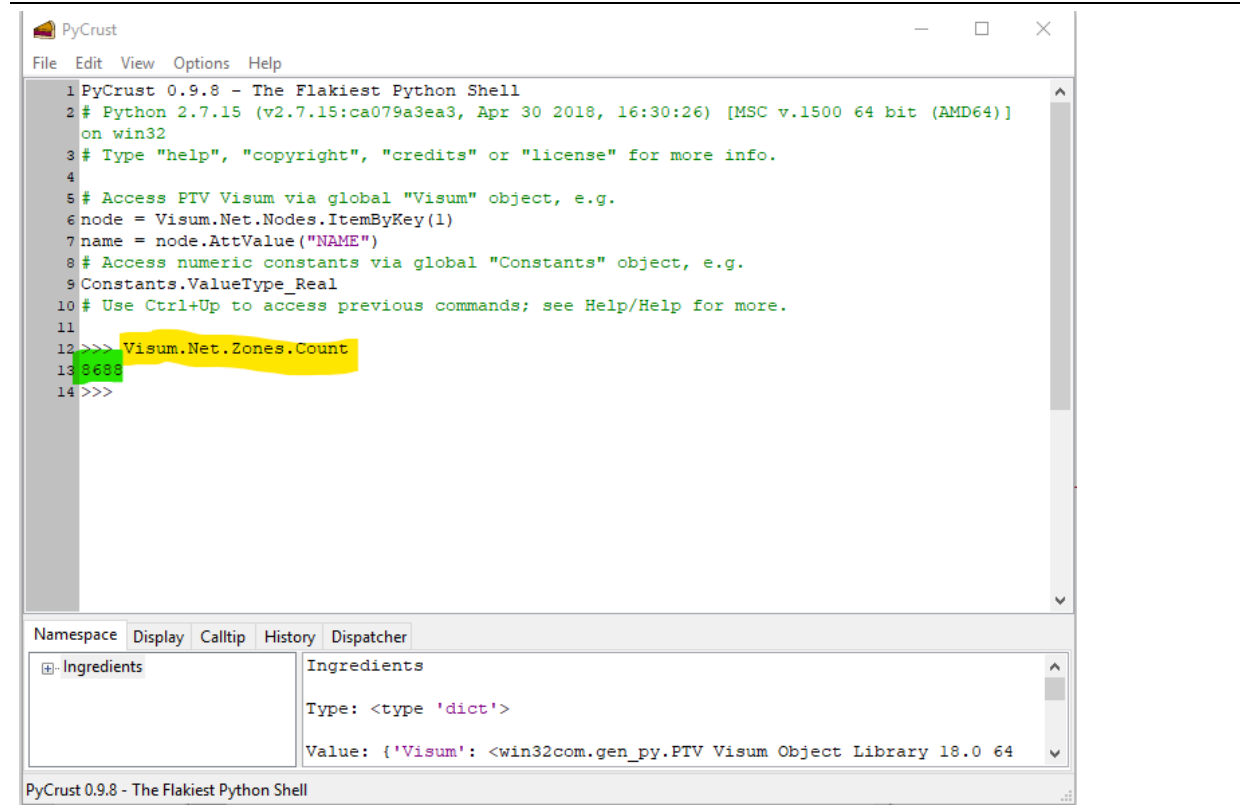 PyCrust
File Edit View Options Help
1 PyCrust 0.9.8 - The Flakiest Python Shell
2 # Python 2.7.15 (v2.7.15:ca079a3ea3, Apr 30 2018, 16:30:26) [MSC v.1500 64 bit (AMD64)]
on win32
3 # Type "help", "copyright", "credits" or "license" for more info.
4
5 # Access PTV Visum via global "Visum" object, e.g.
6 node = Visum.Net.Nodes.ItemByKey(1)
7 name = node.AttValue("NAME")
8 # Access numeric constants via global "Constants" object, e.g.
9 Constants.ValueType_Real
10 # Use Ctrl+Up to access previous commands; see Help/Help for more.
11
12 >>> Visum.Net.Zones.Count
13 8688
14 >>>
Namespace Display Calltip History Dispatcher
Ingredients
Ingredients
Type: <type 'dict'>
Value: {'Visum': <win32com.gen_py.PTV Visum Object Library 18.0 64
PyCrust 0.9.8 - The Flakiest Python Shell